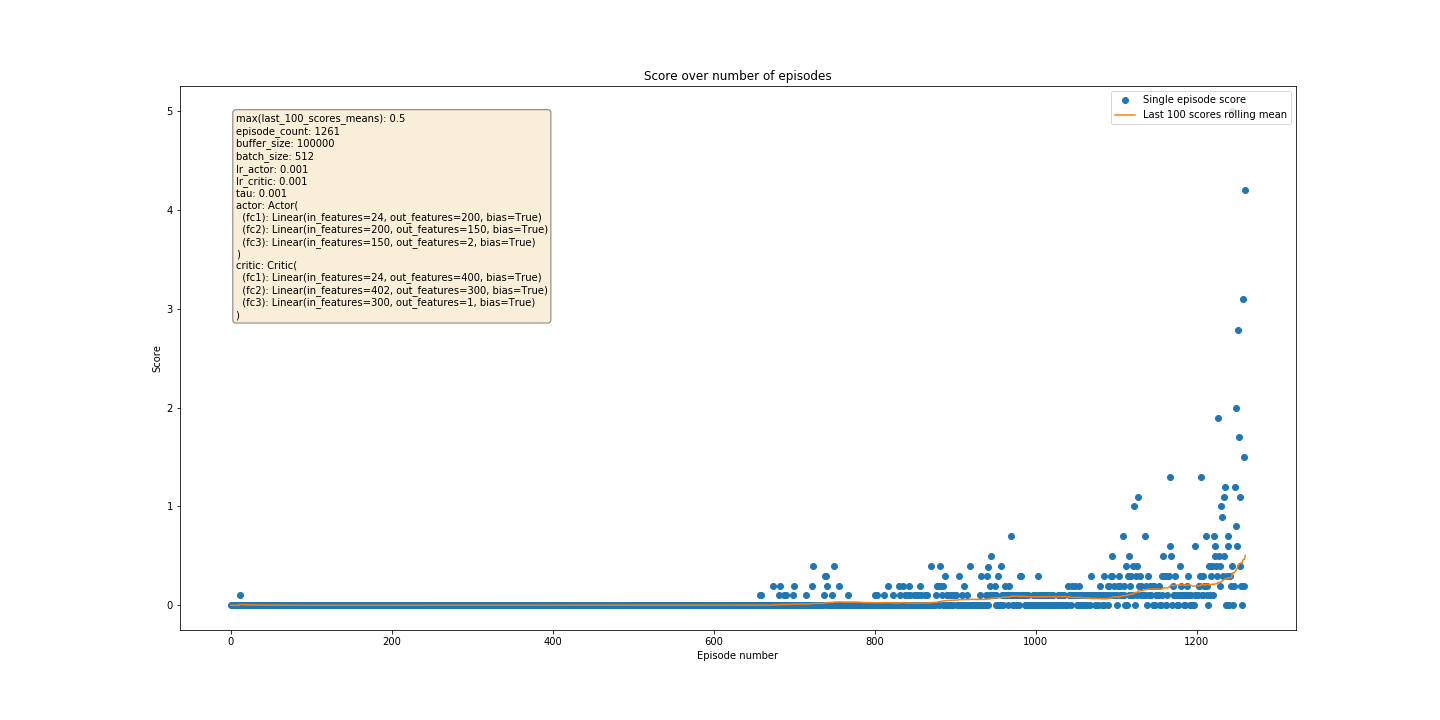 Score over number of episodes
max(last_100_scores_means): 0.5
episode_count: 1261
buffer_size: 100000
batch_size: 512
lr_actor: 0.001
lr_critic: 0.001
tau: 0.001
actor: Actor(
  (fc1): Linear(in_features=24, out_features=200, bias=True)
  (fc2): Linear(in_features=200, out_features=150, bias=True)
  (fc3): Linear(in_features=150, out_features=2, bias=True)
)
critic: Critic(
  (fc1): Linear(in_features=24, out_features=400, bias=True)
  (fc2): Linear(in_features=402, out_features=300, bias=True)
  (fc3): Linear(in_features=300, out_features=1, bias=True)
)
Single episode score
Last 100 scores rolling mean
5
4
3
2
1
0
Score
0 200 400 600 800 1000 1200
Episode number